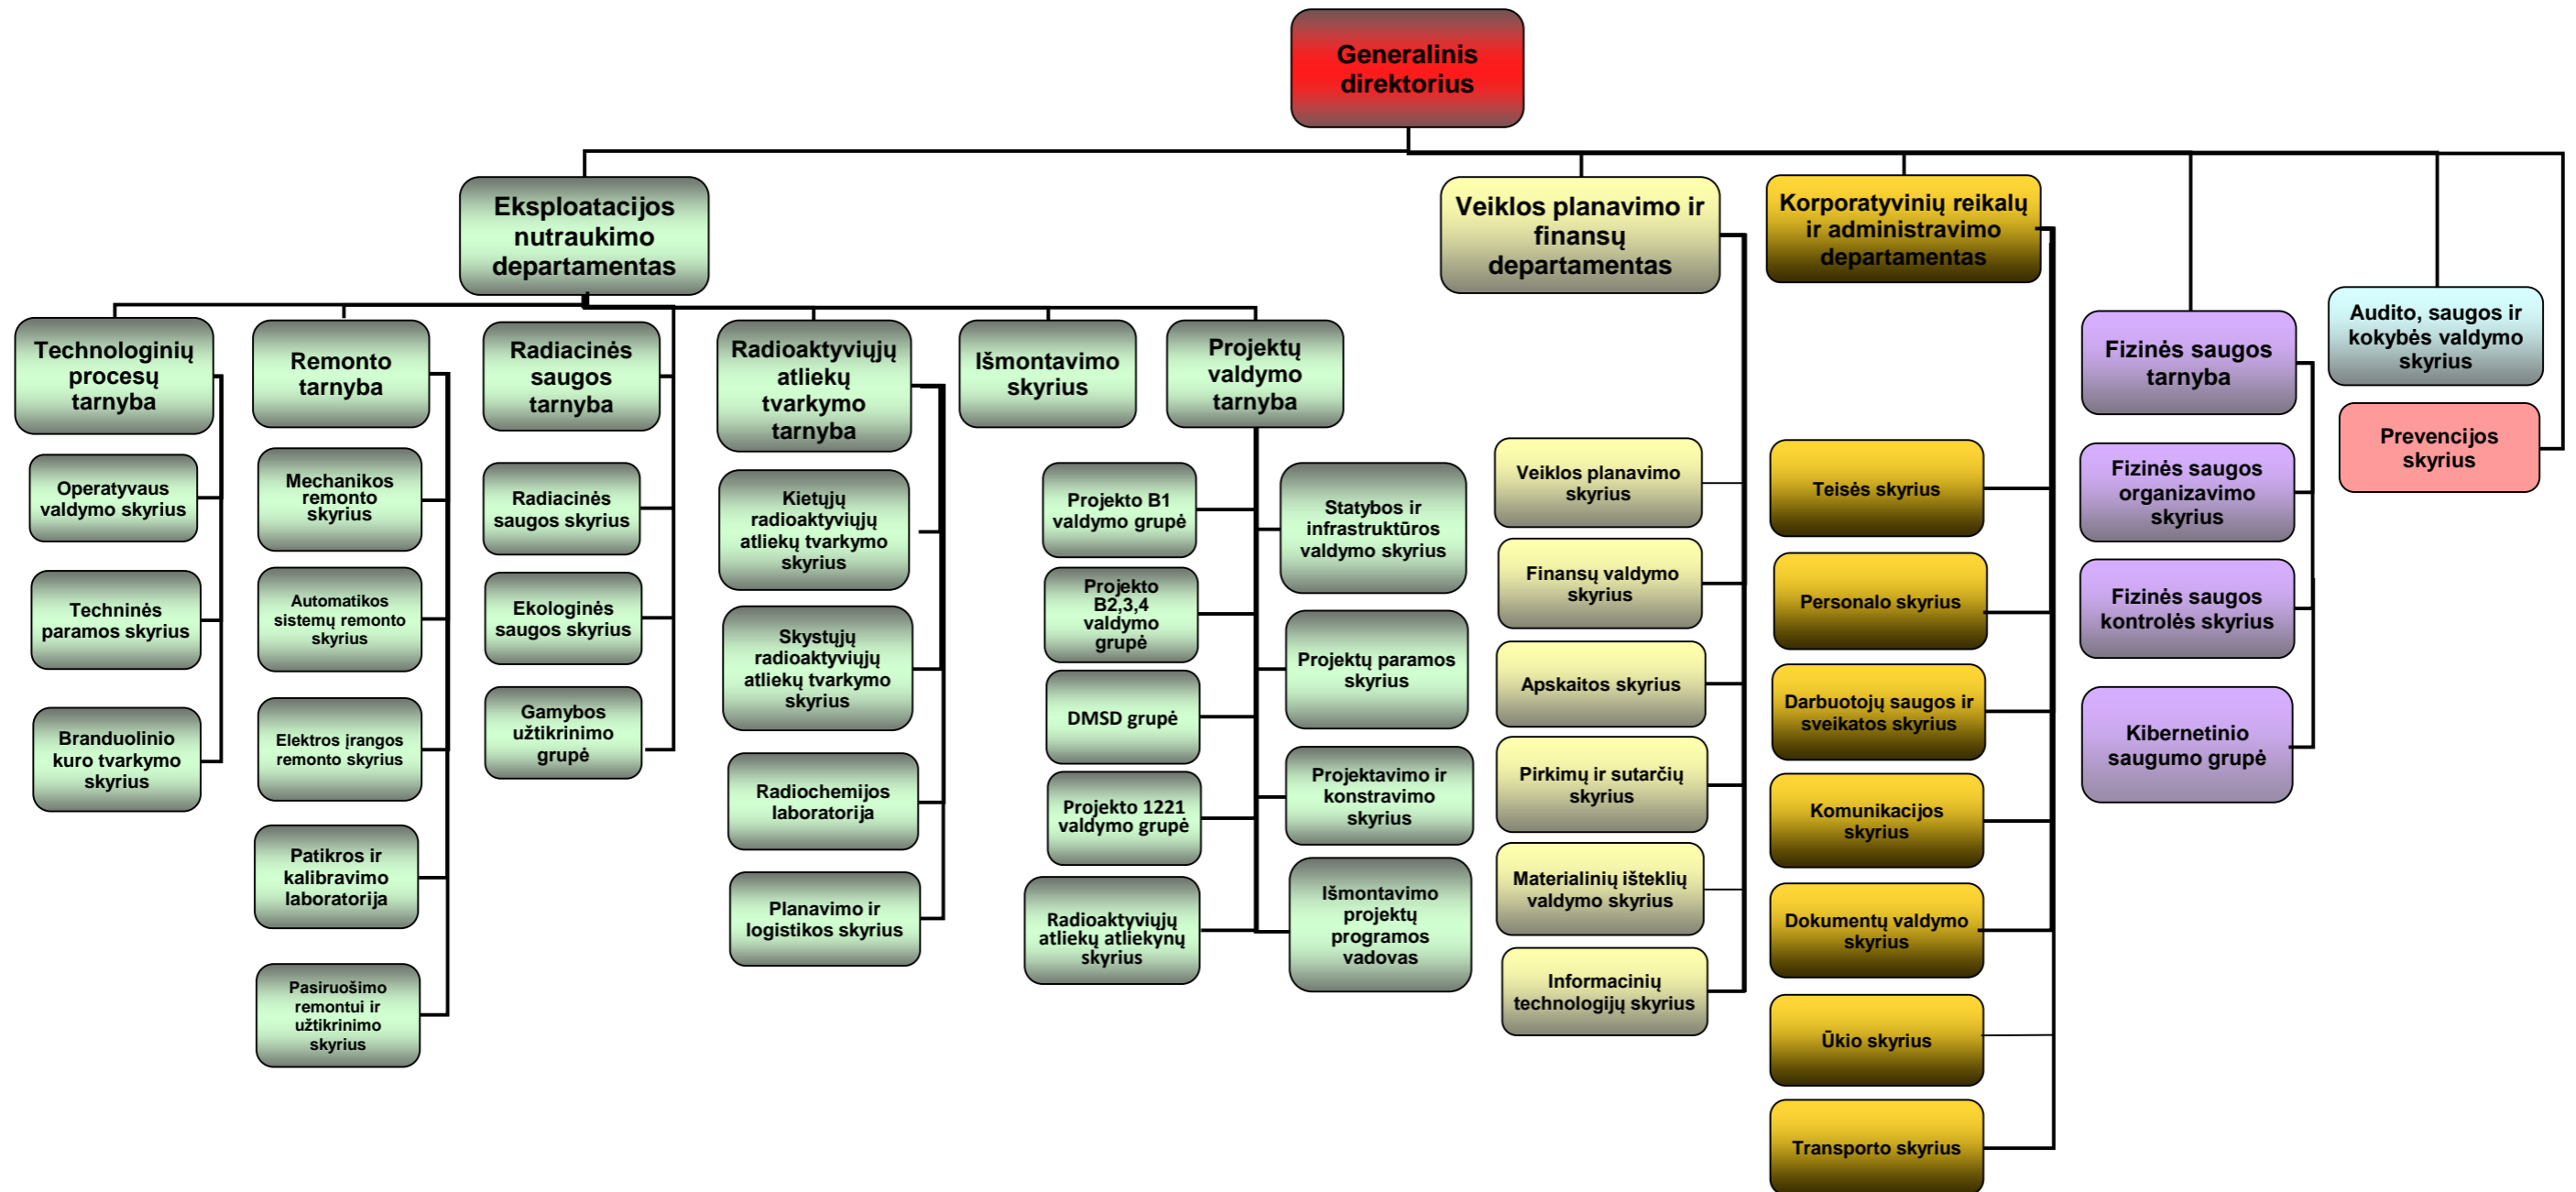 Generalinis
direktorius
Eksploatacijos
nutraukimo
departamentas
Veiklos planavimo ir
finansų
departamentas
Korporatyvinių reikalų
ir administravimo
departamentas
Technologinių
procesų
tarnyba
Remonto
tarnyba
Radiacinės
saugos
tarnyba
Radioaktyviųjų
atliekų
tvarkymo
tarnyba
Išmontavimo
skyrius
Projektų
valdymo
tarnyba
Fizinės saugos
tarnyba
Audito, saugos ir
kokybės valdymo
skyrius
Prevencijos
skyrius
Operatyvaus
valdymo skyrius
Techninės
paramos skyrius
Branduolinio
kuro tvarkymo
skyrius
Mechanikos
remonto
skyrius
Automatikos
sistemų remonto
skyrius
Elektros įrangos
remonto skyrius
Patikros ir
kalibravimo
laboratorija
Pasiruošimo
remontui ir
užtikrinimo
skyrius
Radiacinės
saugos skyrius
Ekologinės
saugos skyrius
Gamybos
užtikrinimo
grupė
Kietųjų
radioaktyviųjų
atliekų tvarkymo
skyrius
Skystųjų
radioaktyviųjų
atliekų tvarkymo
skyrius
Radiochemijos
laboratorija
Planavimo ir
logistikos skyrius
Projekto B1
valdymo grupė
Projekto
B2,3,4
valdymo
grupė
DMSD grupė
Projekto 1221
valdymo grupė
Radioaktyviųjų
atliekų atliekynų
skyrius
Statybos ir
infrastruktūros
valdymo skyrius
Projektų paramos
skyrius
Projektavimo ir
konstravimo
skyrius
Išmontavimo
projektų
programos
vadovas
Veiklos planavimo
skyrius
Finansų valdymo
skyrius
Apskaitos skyrius
Pirkimų ir sutarčių
skyrius
Materialinių išteklių
valdymo skyrius
Informacinių
technologijų skyrius
Teisės skyrius
Personalo skyrius
Darbuotojų saugos ir
sveikatos skyrius
Komunikacijos
skyrius
Dokumentų valdymo
skyrius
Ūkio skyrius
Transporto skyrius
Fizinės saugos
organizavimo
skyrius
Fizinės saugos
kontrolės skyrius
Kibernetinio
saugumo grupė